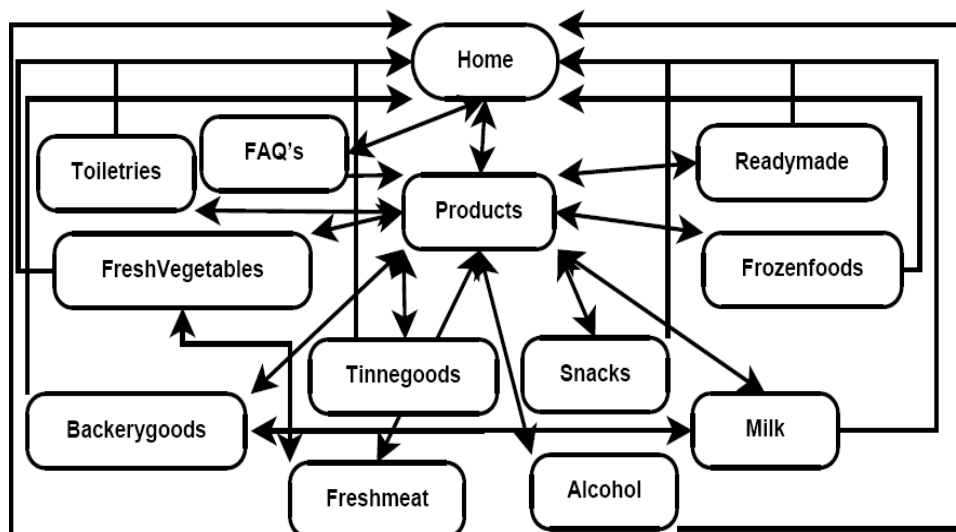 Home
FAQ's
Toiletries
Readymade
Products
FreshVegetables
Frozenfoods
Tinnegoods
Snacks
Backerygoods
Milk
Freshmeat
Alcohol